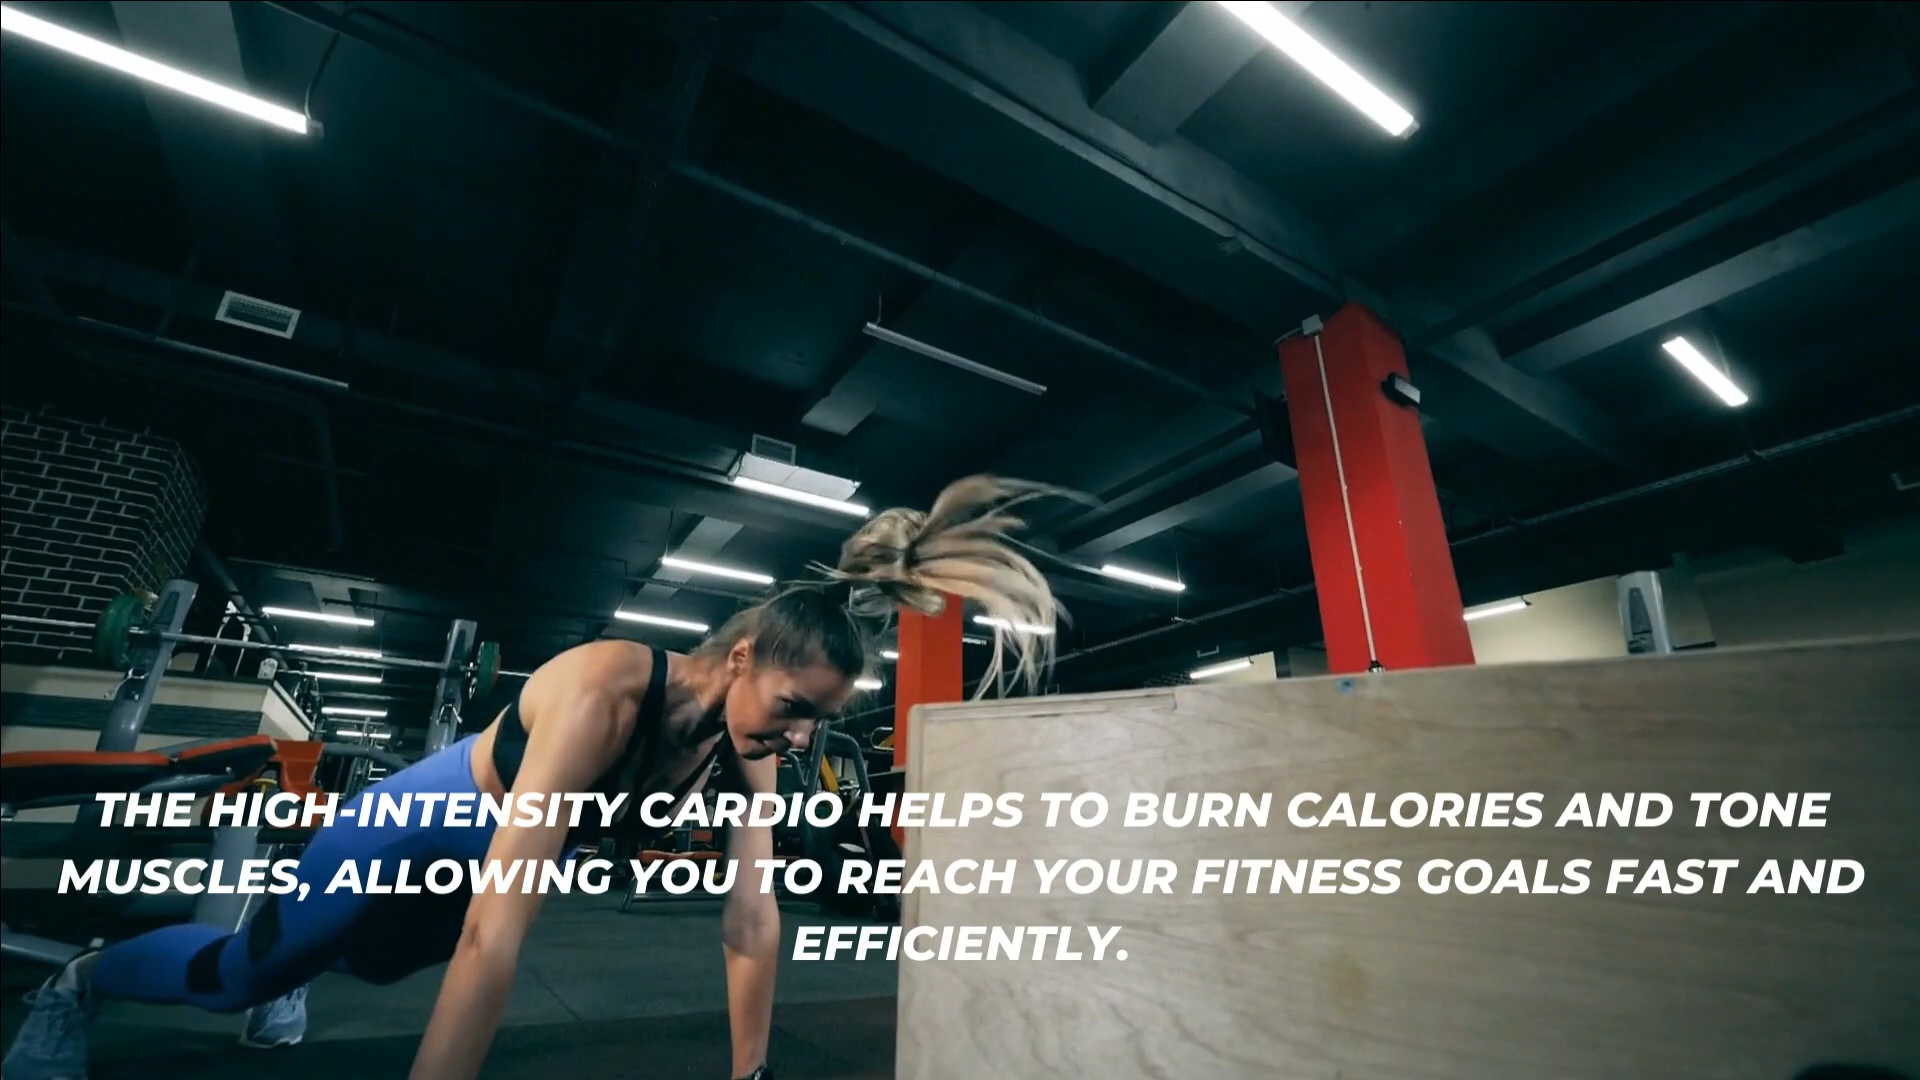 THE HIGH-INTENSITY CARDIO HELPS TO BURN CALORIES AND TONE
MUSCLES, ALLOWING YOU TO REACH YOUR FITNESS GOALS FAST AND
EFFICIENTLY.